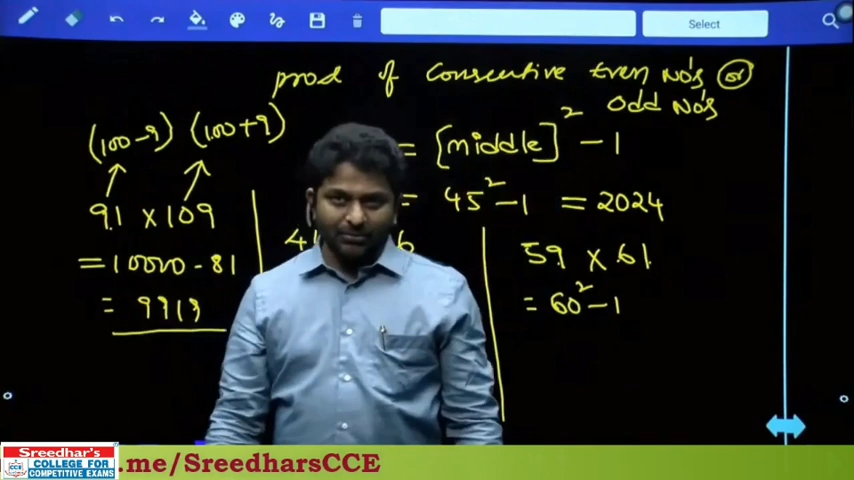 Select
prod of Consecutive Even No's or
Odd No's
= [middle]² - 1
= 45² - 1 = 2024
(100-9) (100+9)
91 x 109
= 10000 - 81
= 9919
59 x 61
= 60² - 1
Sreedhar's
CCE
COLLEGE FOR
COMPETITIVE EXAMS
.me/SreedharsCCE